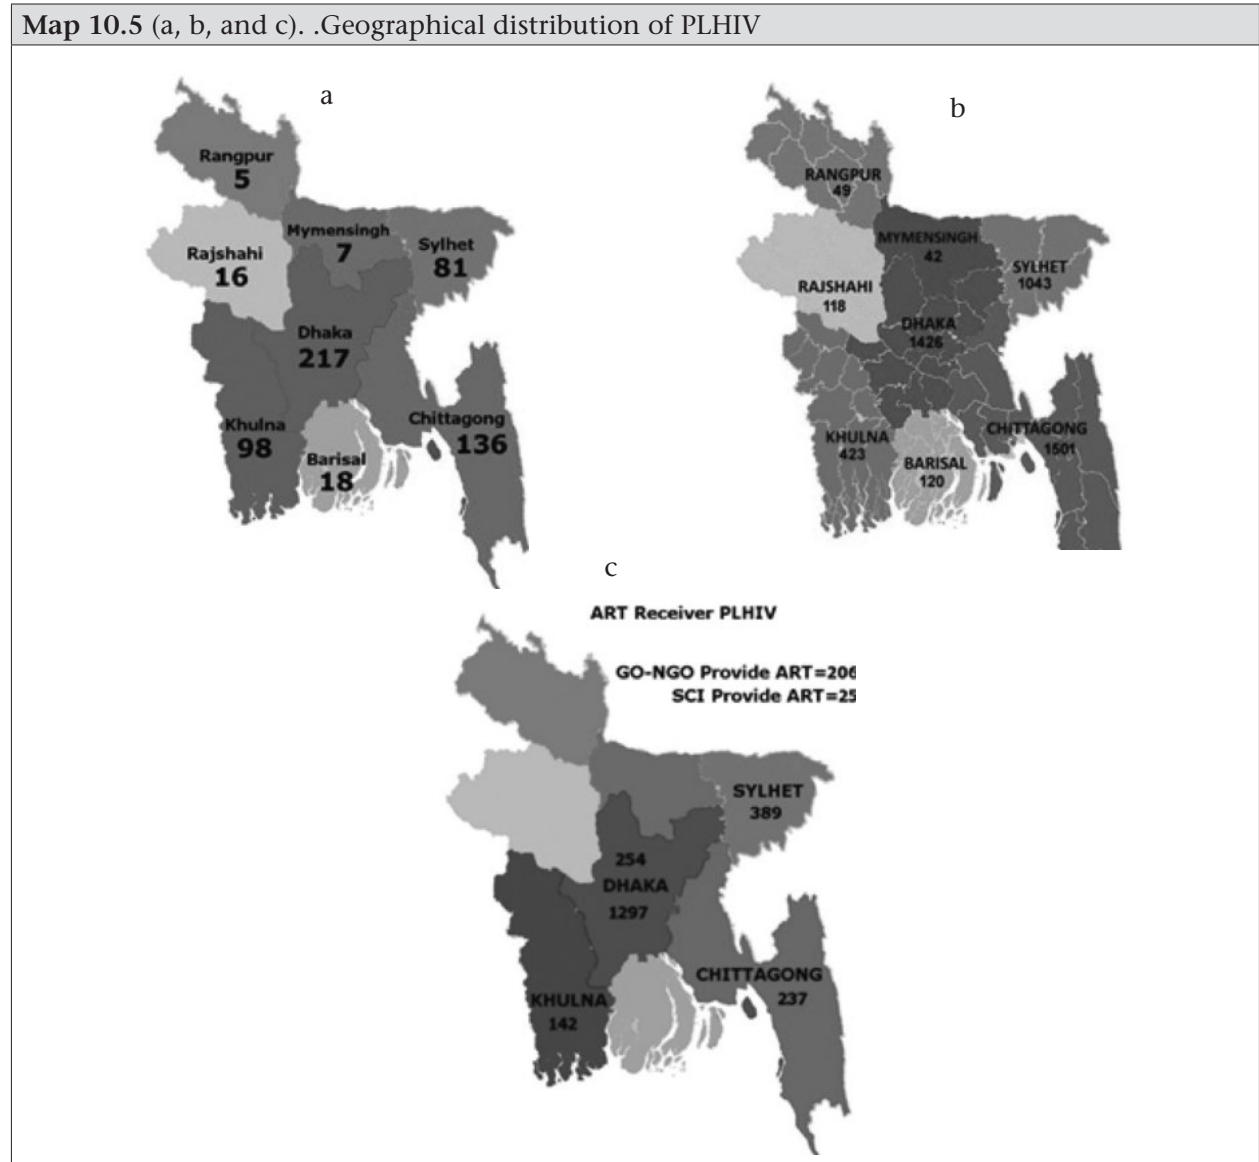 Map 10.5 (a, b, and c). .Geographical distribution of PLHIV
a
Rangpur
5
Mymensingh
7
Sylhet
81
Rajshahi
16
Dhaka
217
Khulna
98
Chittagong
136
Barisal
18
b
RANGPUR
49
MYMENSINGH
42
SYLHET
1043
RAJSHAHI
118
DHAKA
1426
KHULNA
423
CHITTAGONG
1501
BARISAL
120
c
ART Receiver PLHIV
GO-NGO Provide ART=206
SCI Provide ART=25
SYLHET
389
254
DHAKA
1297
CHITTAGONG
237
KHULNA
142